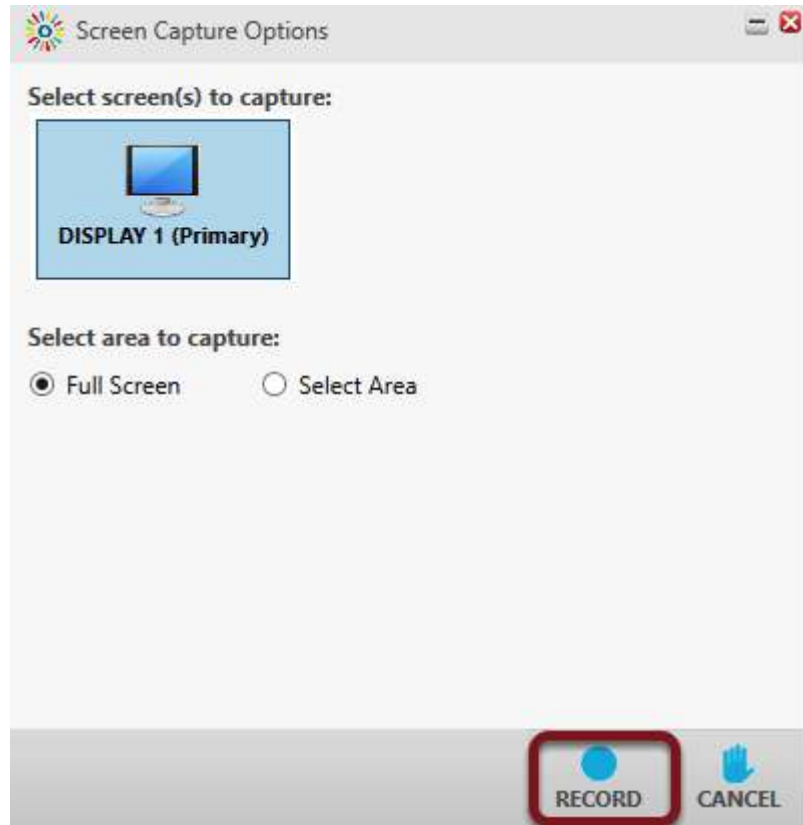 Screen Capture Options
Select screen(s) to capture:
DISPLAY 1 (Primary)
Select area to capture:
Full Screen Select Area
RECORD CANCEL